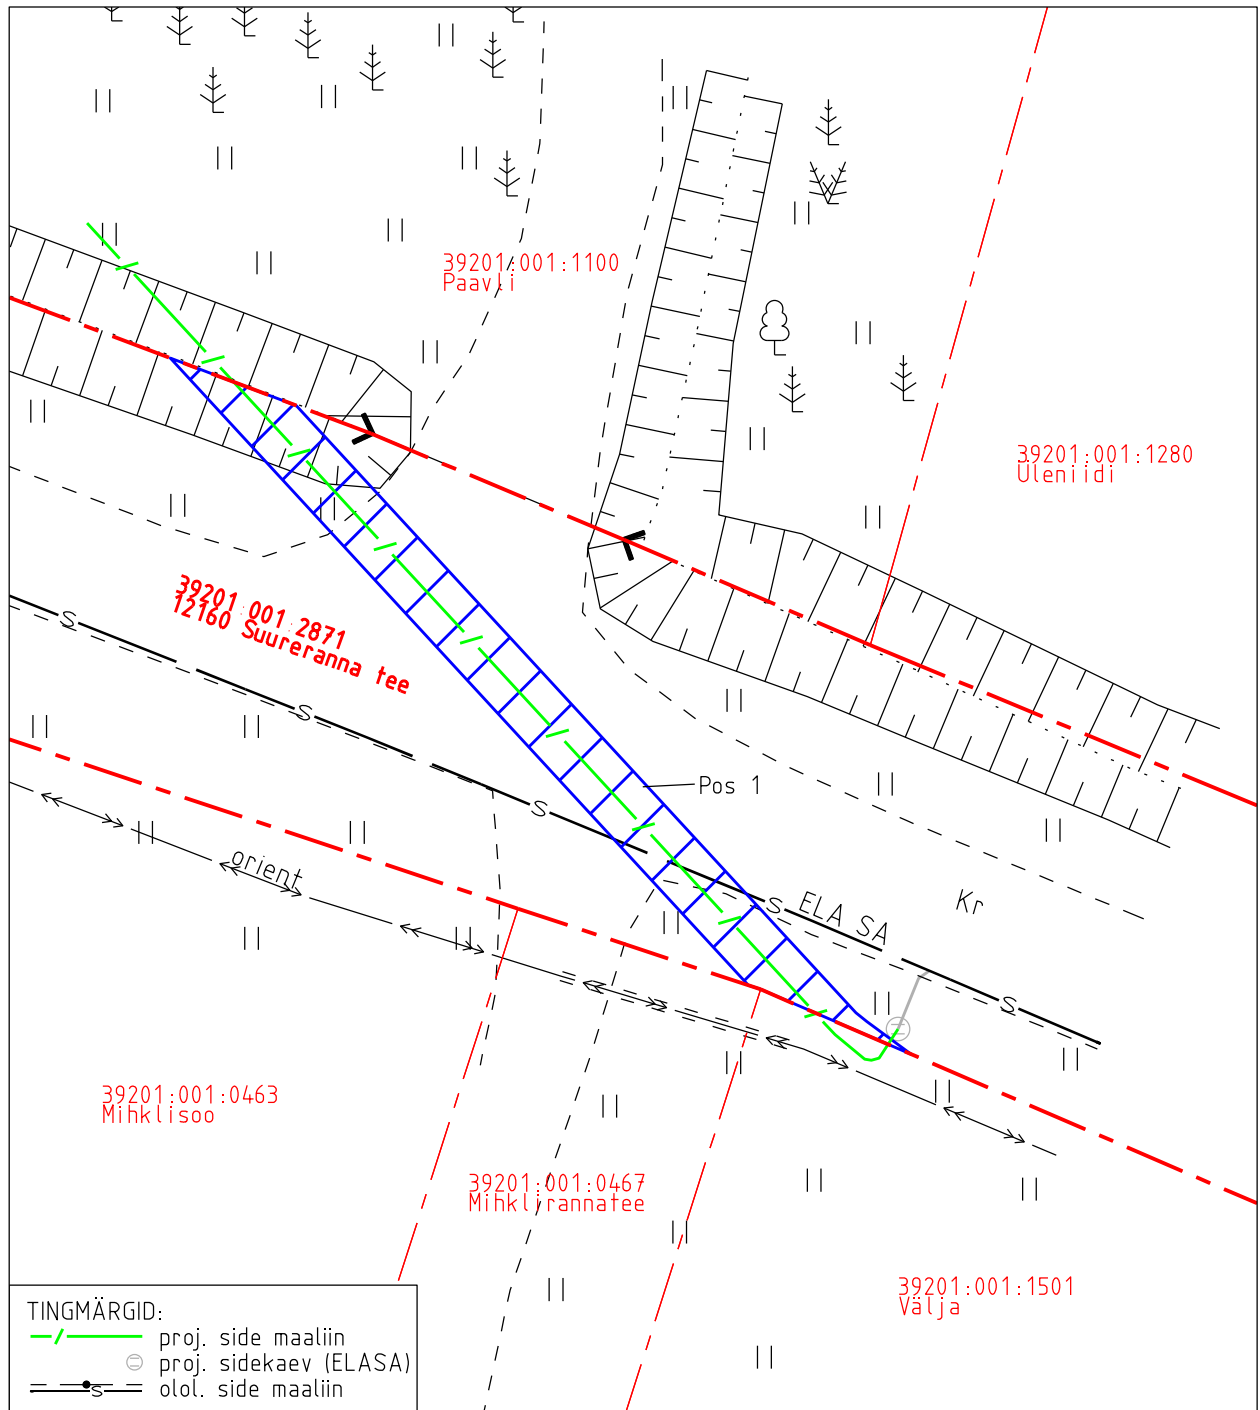 39201:001:1100
Paavli
39201:001:1280
Üleniidi
39201:001:2871
12160 Suureranna tee
S
S
S
Pos 1
orient
S
ELA SA
Kr
S
39201:001:0463
Mihklisoo
39201:001:0467
Mihklirannatee
39201:001:1501
Välja
TINGMÄRGID:
proj. side maaliin
proj. sidekaev (ELASA)
S
olol. side maaliin